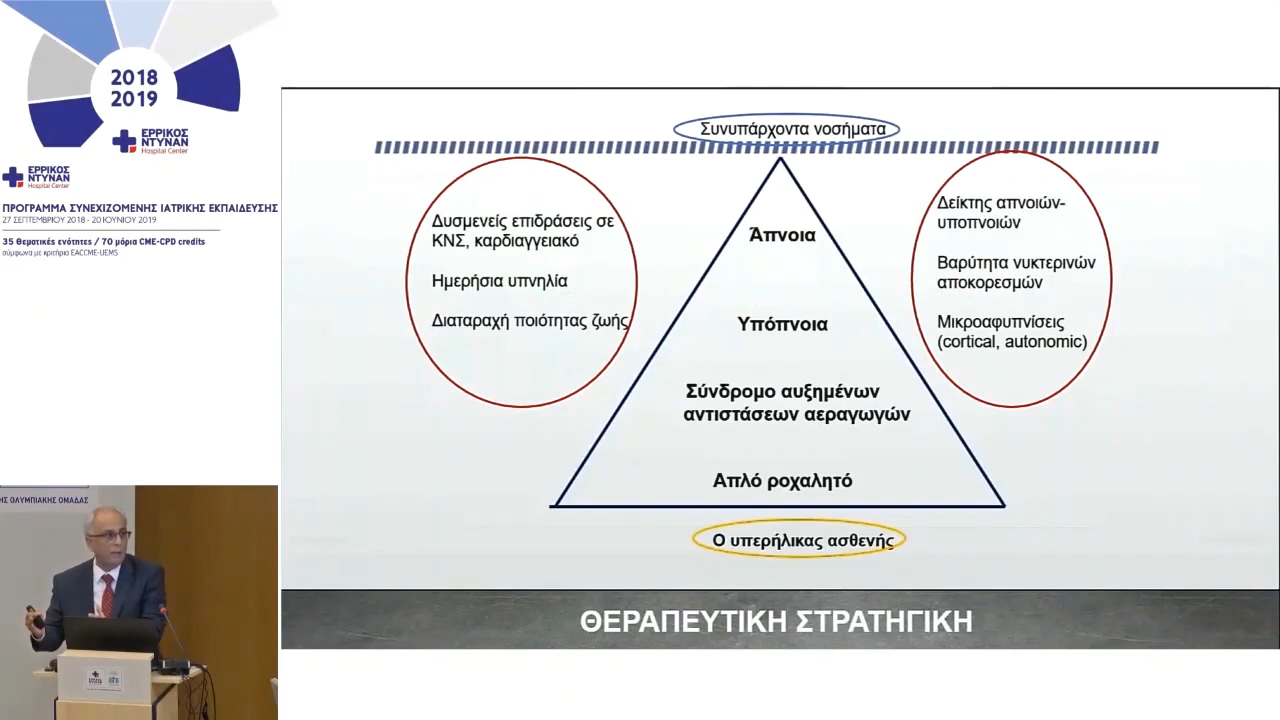 2018
2019
ΕΡΡΙΚΟΣ
ΝΤΥΝΑΝ
Hospital Center
ΕΡΡΙΚΟΣ
ΝΤΥΝΑΝ
Hospital Center
ΠΡΟΓΡΑΜΜΑ ΣΥΝΕΧΙΖΟΜΕΝΗΣ ΙΑΤΡΙΚΗΣ ΕΚΠΑΙΔΕΥΣΗΣ
27 ΣΕΠΤΕΜΒΡΙΟΥ 2018 - 20 ΙΟΥΝΙΟΥ 2019
35 Θεματικές ενότητες / 70 μόρια CME-CPD credits
σύμφωνα με κριτήρια EACCME-UEMS
ΗΣ ΟΛΥΜΠΙΑΚΗΣ ΟΜΑΔΑΣ
Συνυπάρχοντα νοσήματα
Δυσμενείς επιδράσεις σε
ΚΝΣ, καρδιαγγειακό
Ημερήσια υπνηλία
Διαταραχή ποιότητας ζωής
Άπνοια
Υπόπνοια
Σύνδρομο αυξημένων
αντιστάσεων αεραγωγών
Απλό ροχαλητό
Δείκτης απνοιών-
υποπνοιών
Βαρύτητα νυκτερινών
αποκορεσμών
Μικροαφυπνίσεις
(cortical, autonomic)
Ο υπερήλικας ασθενής
ΘΕΡΑΠΕΥΤΙΚΗ ΣΤΡΑΤΗΓΙΚΗ